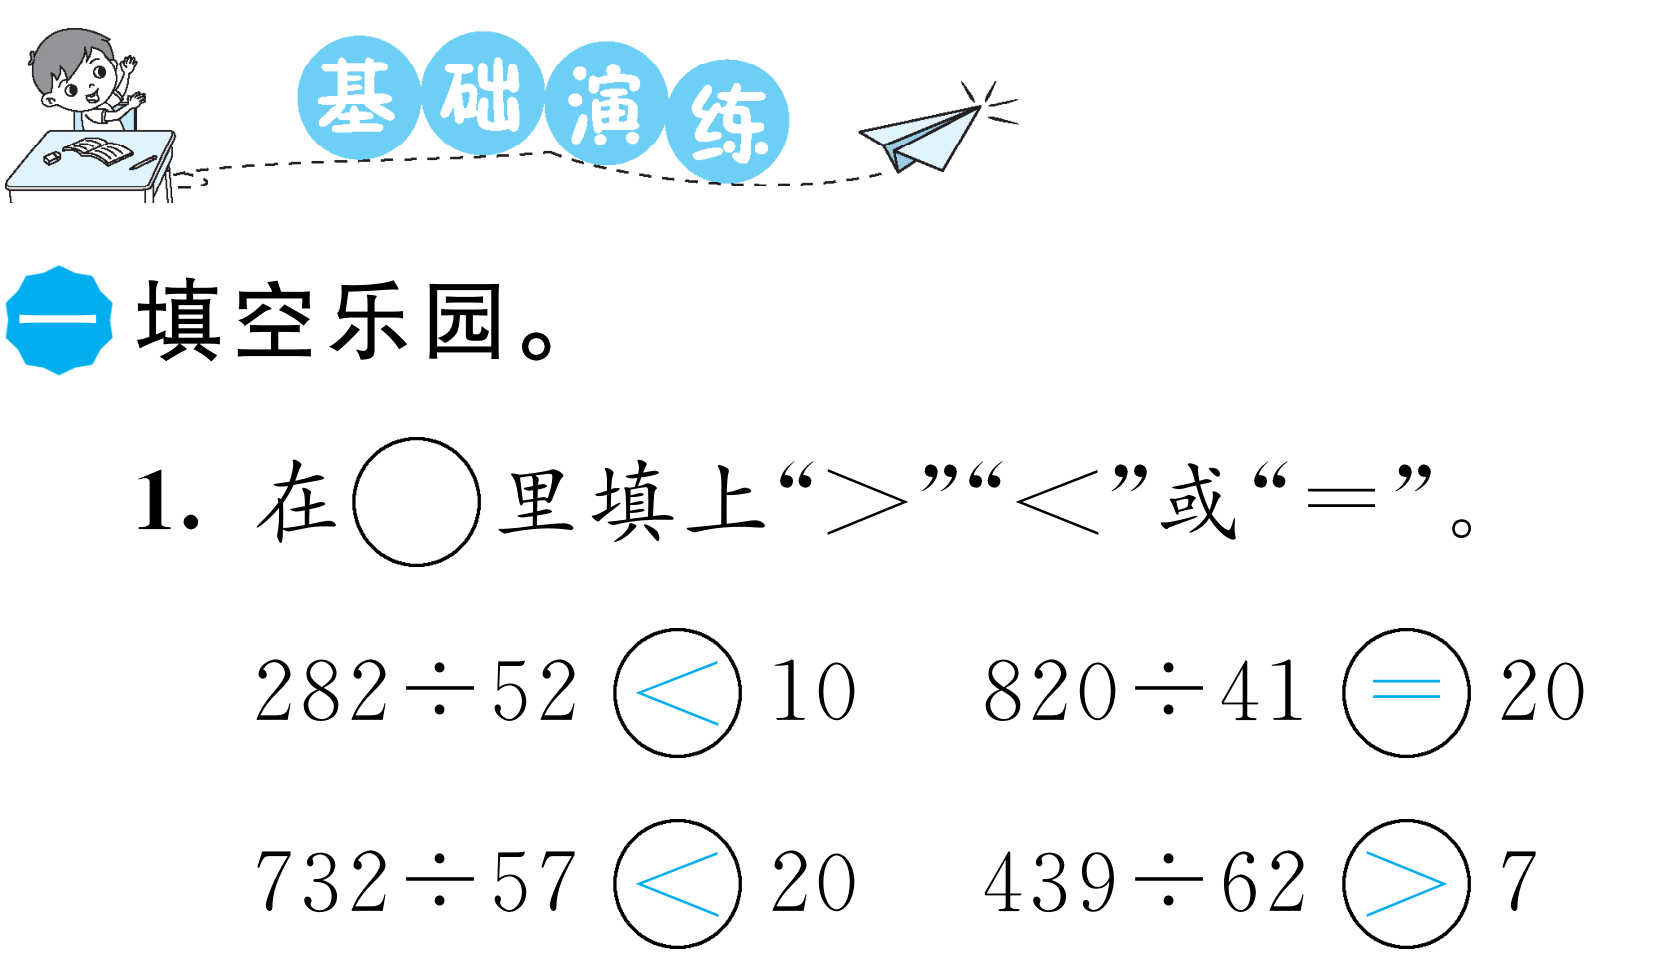 基础演练
一 填空乐园。
1. 在○里填上“>”“<”或“=”。
282÷52 < 10 820÷41 = 20
732÷57 < 20 439÷62 > 7